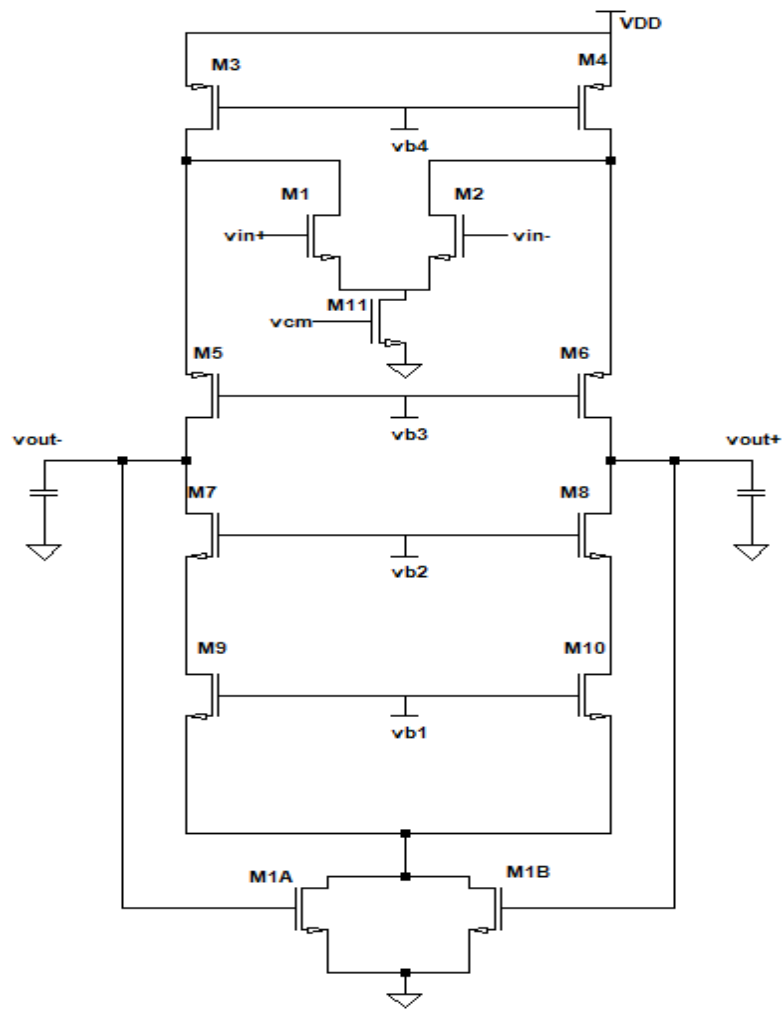 VDD
M3
M4
vb4
M1
M2
vin+
vin-
M11
vcm
M5
M6
vb3
vout-
vout+
M7
M8
vb2
M9
M10
vb1
M1A
M1B